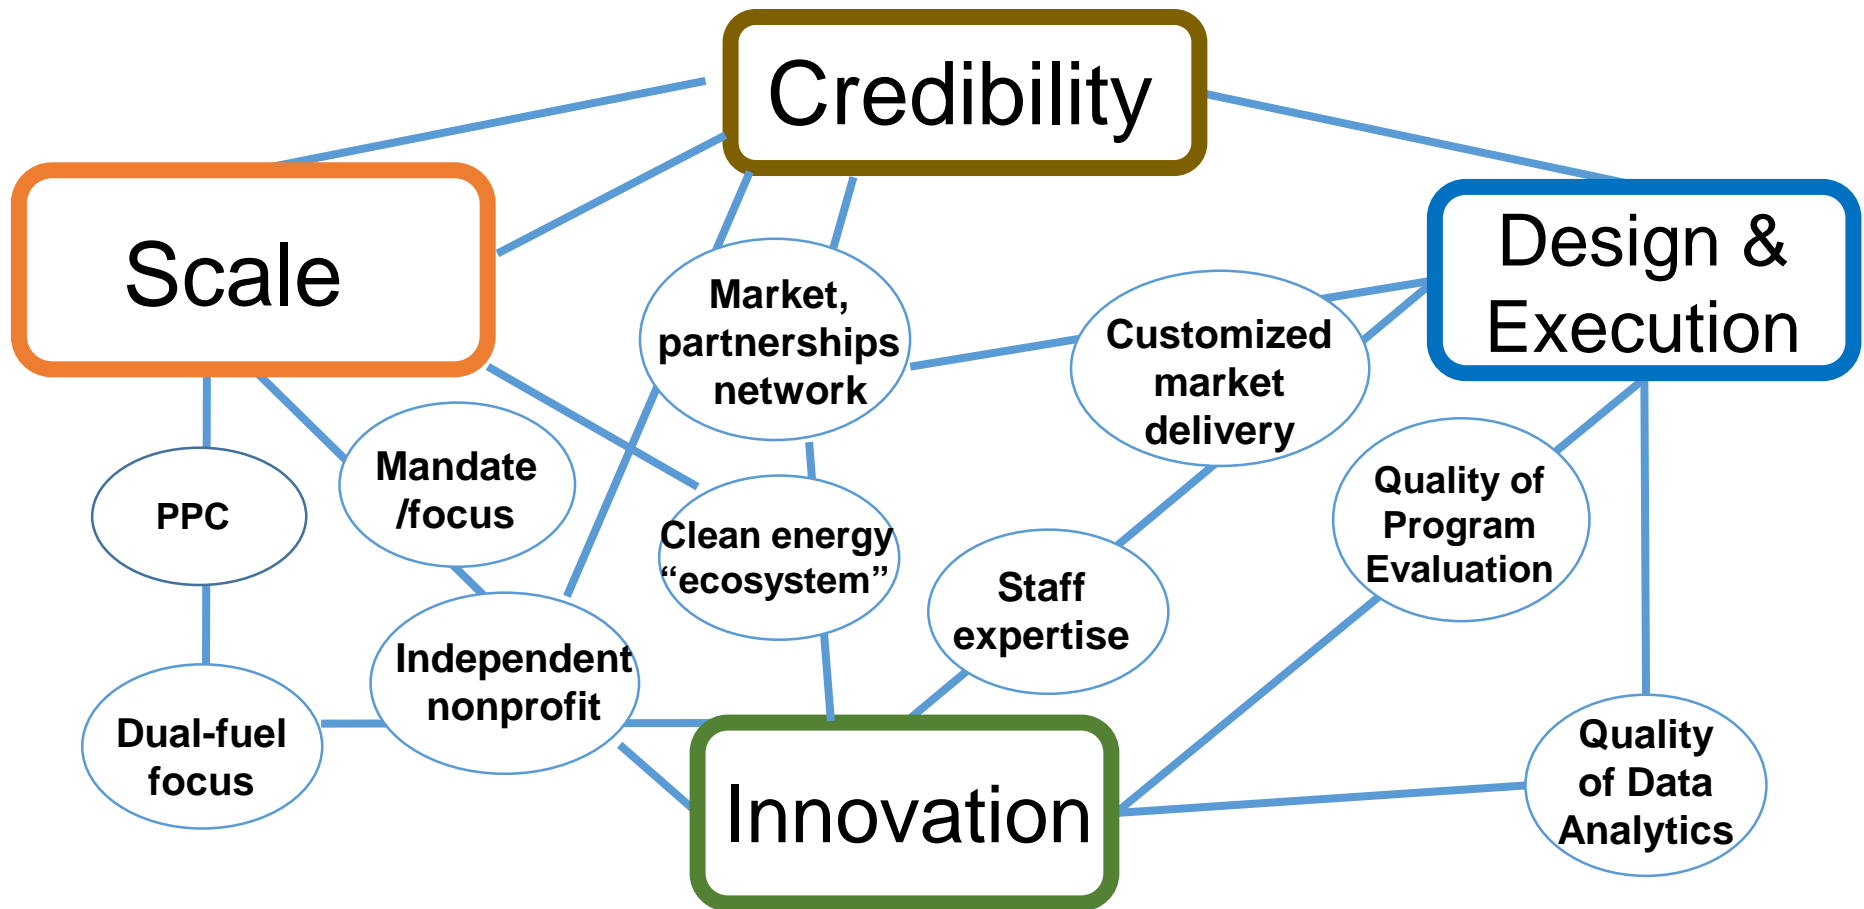 Credibility
Scale
Design &
Execution
Market,
partnerships
network
Customized
market
delivery
Mandate
/focus
PPC
Quality of
Program
Evaluation
Clean energy
“ecosystem”
Staff
expertise
Independent
nonprofit
Dual-fuel
focus
Quality
of Data
Analytics
Innovation